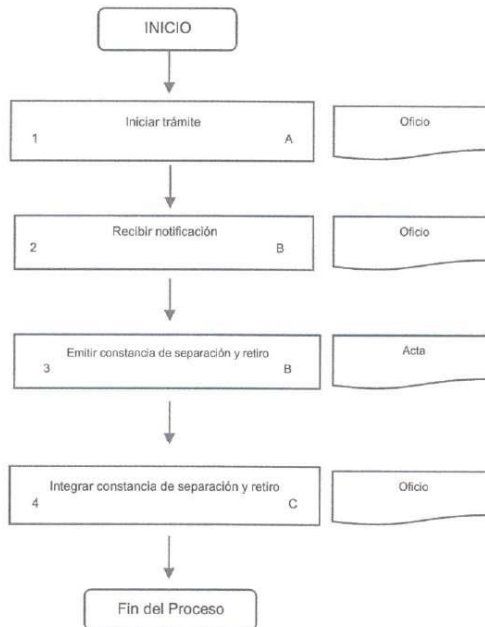 INICIO
Iniciar trámite
1 A
Oficio
Recibir notificación
2 B
Oficio
Emitir constancia de separación y retiro
3 B
Acta
Integrar constancia de separación y retiro
4 C
Oficio
Fin del Proceso